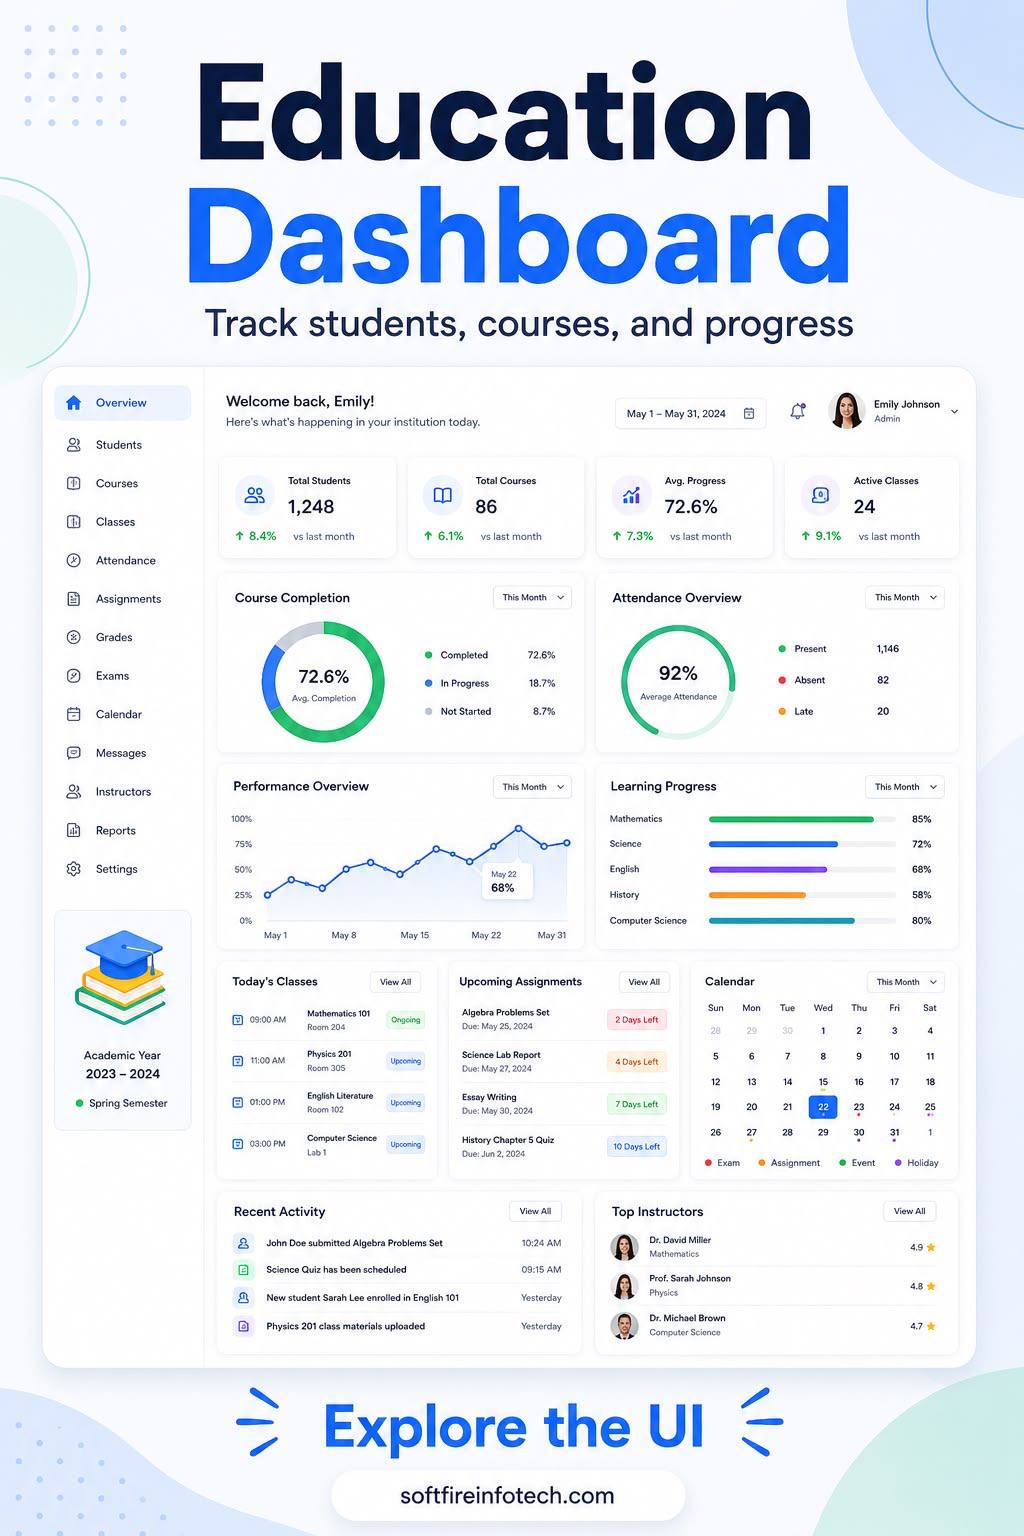 Education
Dashboard
Track students, courses, and progress
Overview
Students
Courses
Classes
Attendance
Assignments
Grades
Exams
Calendar
Messages
Instructors
Reports
Settings
Academic Year
2023 – 2024
Spring Semester
Welcome back, Emily!
Here's what's happening in your institution today.
May 1 – May 31, 2024
Emily Johnson
Admin
Total Students
1,248
↑ 8.4% vs last month
Total Courses
86
↑ 6.1% vs last month
Avg. Progress
72.6%
↑ 7.3% vs last month
Active Classes
24
↑ 9.1% vs last month
Course Completion
This Month
72.6%
Avg. Completion
Completed 72.6%
In Progress 18.7%
Not Started 8.7%
Attendance Overview
This Month
92%
Average Attendance
Present 1,146
Absent 82
Late 20
Performance Overview
This Month
100%
75%
50%
25%
0%
May 22
68%
May 1 May 8 May 15 May 22 May 31
Learning Progress
This Month
Mathematics 85%
Science 72%
English 68%
History 58%
Computer Science 80%
Today's Classes
View All
09:00 AM Mathematics 101 Ongoing
Room 204
11:00 AM Physics 201 Upcoming
Room 305
01:00 PM English Literature Upcoming
Room 102
03:00 PM Computer Science Upcoming
Lab 1
Upcoming Assignments
View All
Algebra Problems Set
Due: May 25, 2024
2 Days Left
Science Lab Report
Due: May 27, 2024
4 Days Left
Essay Writing
Due: May 30, 2024
7 Days Left
History Chapter 5 Quiz
Due: Jun 2, 2024
10 Days Left
Calendar
This Month
Sun Mon Tue Wed Thu Fri Sat
28 29 30 1 2 3 4
5 6 7 8 9 10 11
12 13 14 15 16 17 18
19 20 21 22 23 24 25
26 27 28 29 30 31 1
Exam Assignment Event Holiday
Recent Activity
View All
John Doe submitted Algebra Problems Set 10:24 AM
Science Quiz has been scheduled 09:15 AM
New student Sarah Lee enrolled in English 101 Yesterday
Physics 201 class materials uploaded Yesterday
Top Instructors
View All
Dr. David Miller
Mathematics
4.9
Prof. Sarah Johnson
Physics
4.8
Dr. Michael Brown
Computer Science
4.7
Explore the UI
softfireinfotech.com